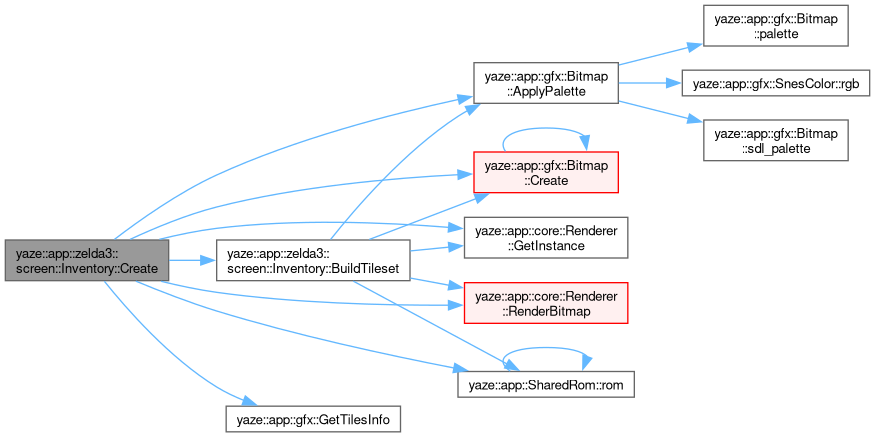 yaze::app::zelda3::
screen::Inventory::Create
yaze::app::zelda3::
screen::Inventory::BuildTileset
yaze::app::gfx::GetTilesInfo
yaze::app::gfx::Bitmap
::ApplyPalette
yaze::app::gfx::Bitmap
::Create
yaze::app::core::Renderer
::GetInstance
yaze::app::core::Renderer
::RenderBitmap
yaze::app::SharedRom::rom
yaze::app::gfx::Bitmap
::palette
yaze::app::gfx::SnesColor::rgb
yaze::app::gfx::Bitmap
::sdl_palette